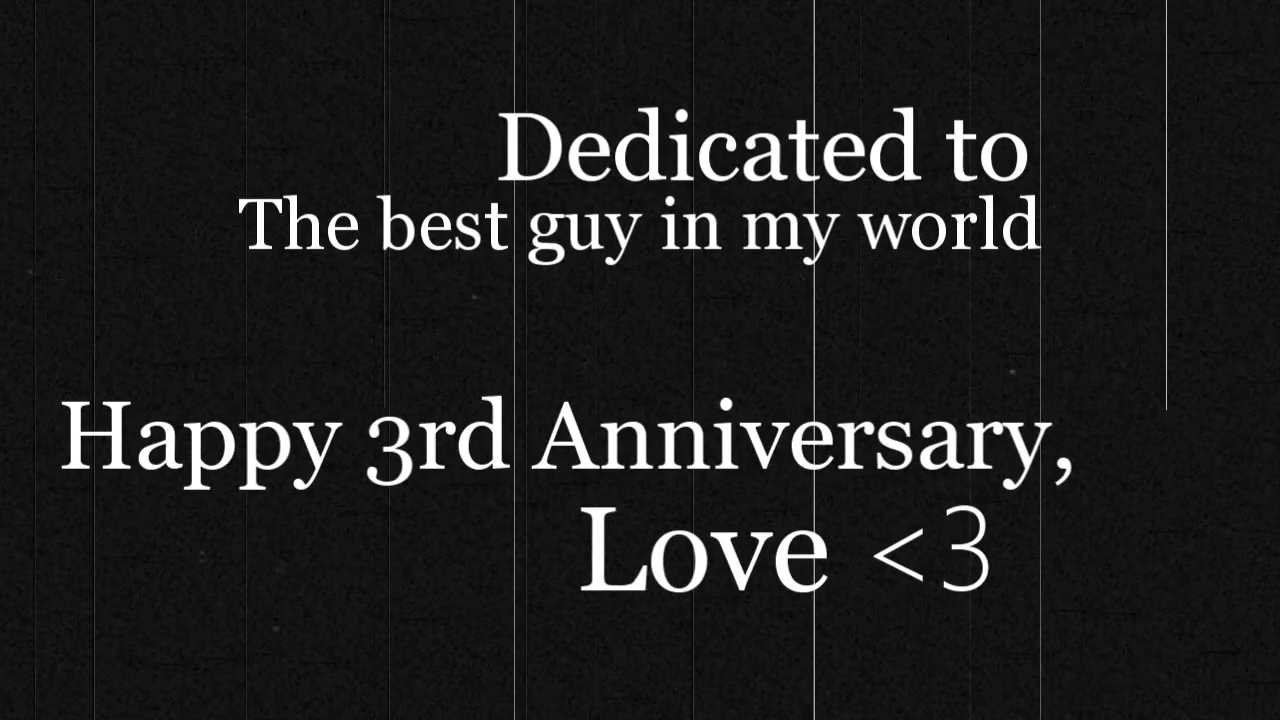 Dedicated to
The best guy in my world
Happy 3rd Anniversary,
Love <3